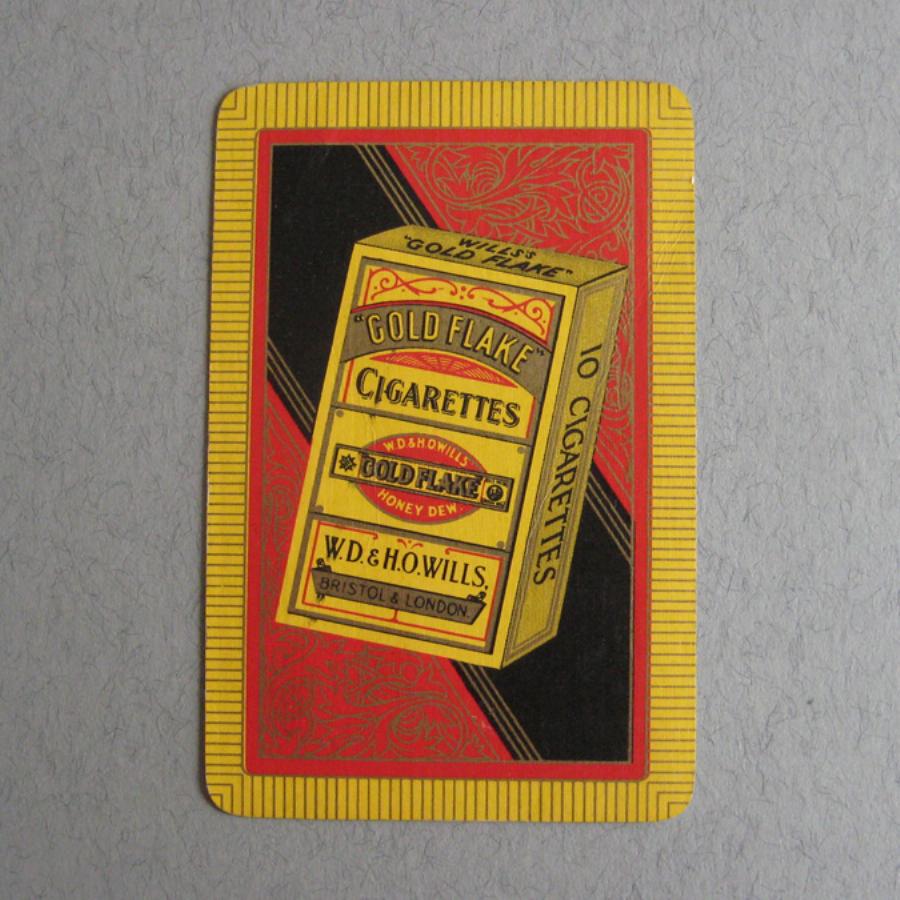 WILLS'S
"GOLD FLAKE"
"GOLD FLAKE"
CIGARETTES
W.D & H.O WILLS'
GOLD FLAKE
HONEY DEW.
W.D. & H.O. WILLS,
BRISTOL & LONDON.
10 CIGARETTES